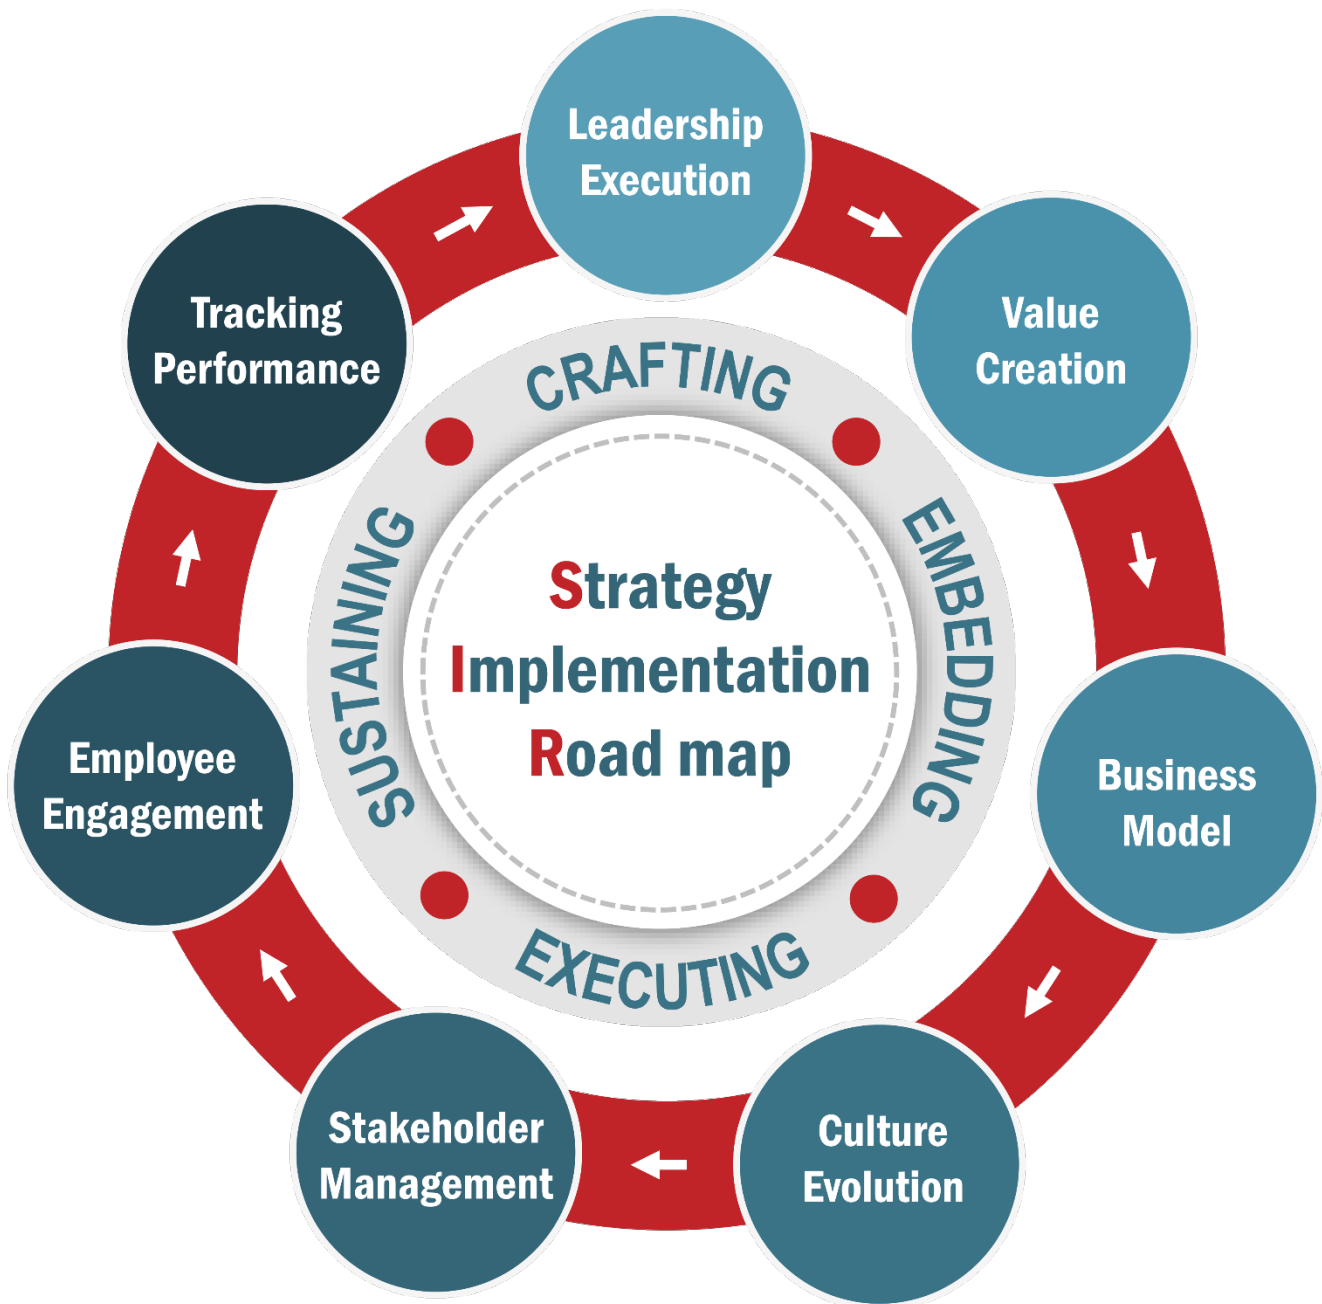 Leadership
Execution
Value
Creation
Business
Model
Culture
Evolution
Stakeholder
Management
Employee
Engagement
Tracking
Performance
CRAFTING
EMBEDDING
EXECUTING
SUSTAINING
Strategy
Implementation
Road map